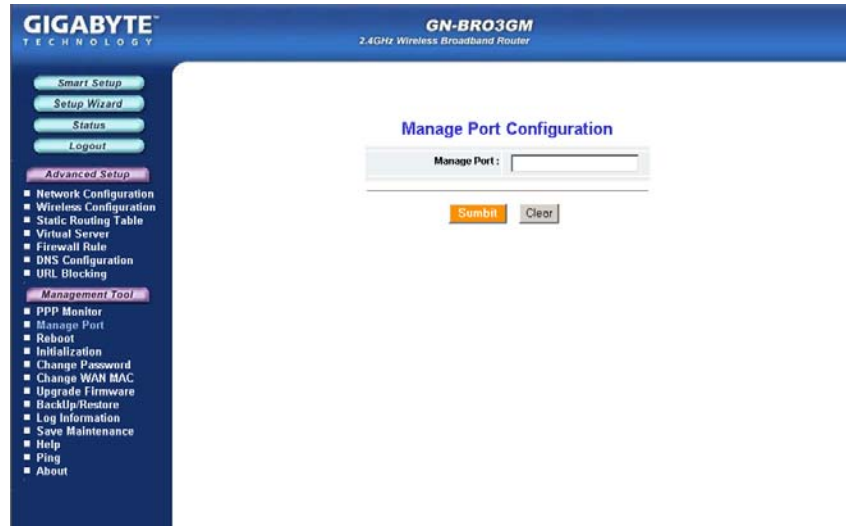 GIGABYTE™
TECHNOLOGY
GN-BRO3GM
2.4GHz Wireless Broadband Router
Smart Setup
Setup Wizard
Status
Logout
Advanced Setup
Network Configuration
Wireless Configuration
Static Routing Table
Virtual Server
Firewall Rule
DNS Configuration
URL Blocking
Management Tool
PPP Monitor
Manage Port
Reboot
Initialization
Change Password
Change WAN MAC
Upgrade Firmware
BackUp/Restore
Log Information
Save Maintenance
Help
Ping
About
Manage Port Configuration
Manage Port :
Sumbit
Clear